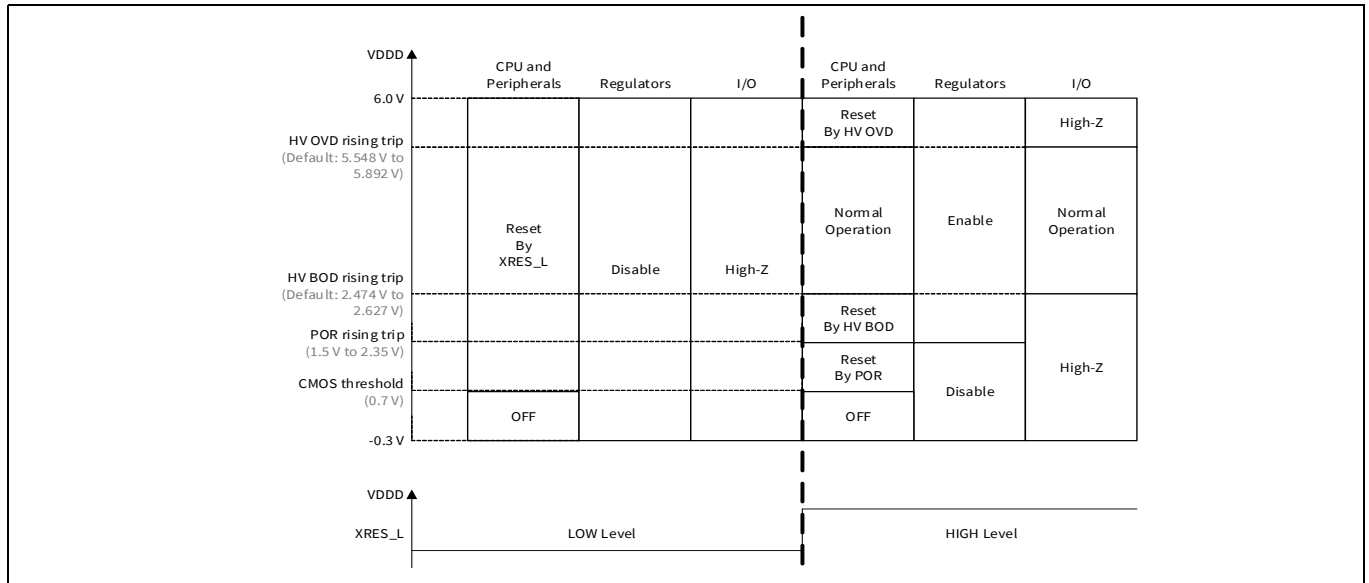 VDDD
CPU and
Peripherals
Regulators
I/O
CPU and
Peripherals
Regulators
I/O
6.0 V
HV OVD rising trip
(Default: 5.548 V to
5.892 V)
HV BOD rising trip
(Default: 2.474 V to
2.627 V)
POR rising trip
(1.5 V to 2.35 V)
CMOS threshold
(0.7 V)
-0.3 V
Reset
By
XRES_L
OFF
Disable
High-Z
Reset
By HV OVD
Normal
Operation
Reset
By HV BOD
Reset
By POR
OFF
Enable
Disable
High-Z
Normal
Operation
High-Z
VDDD
XRES_L
LOW Level
HIGH Level